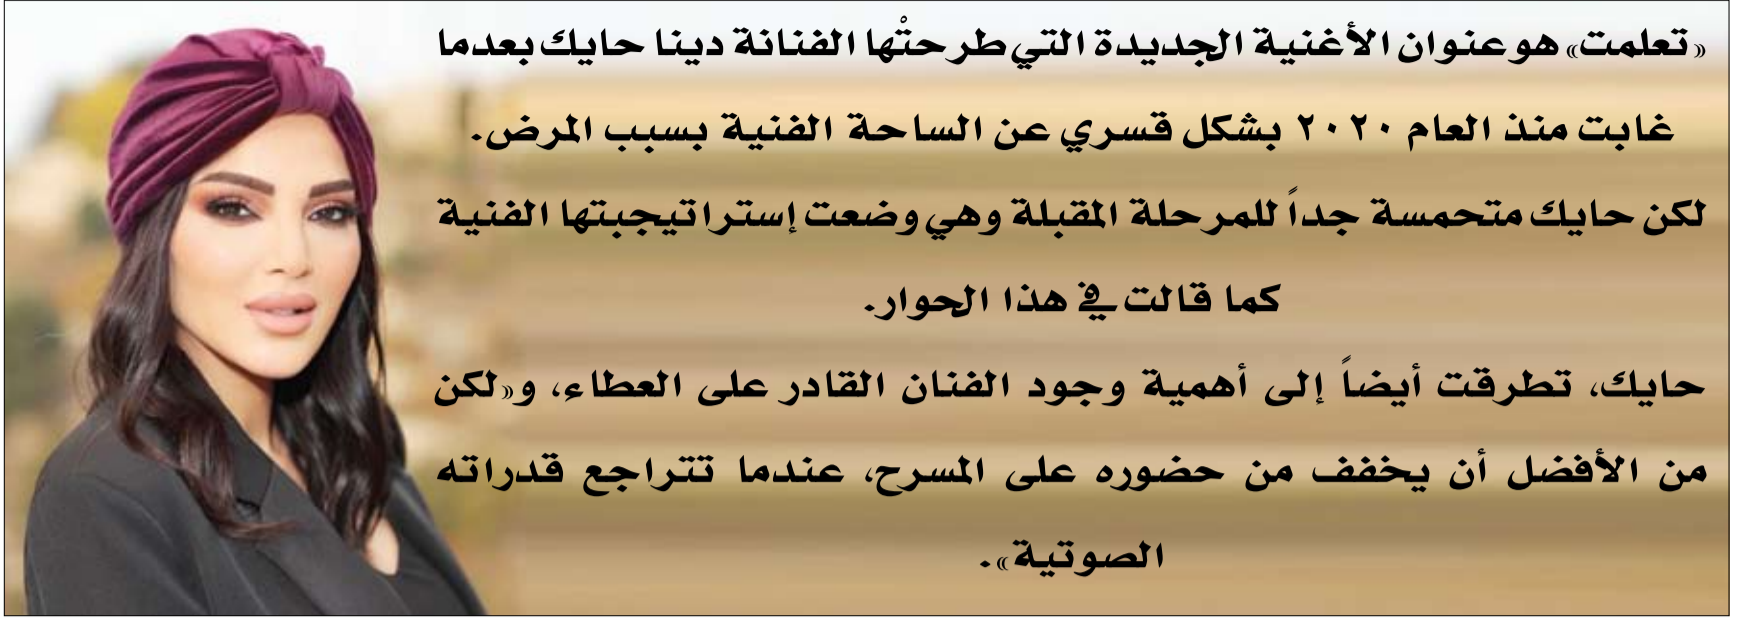 «تعلمت» هو عنوان الأغنية الجديدة التي طرحتْها الفنانة دينا حايك بعدما
غابت منذ العام ٢٠٢٠ بشكل قسري عن الساحة الفنية بسبب المرض.
لكن حايك متحمسة جداً للمرحلة المقبلة وهي وضعت إستراتيجبتها الفنية
كما قالت في هذا الحوار.
حايك، تطرقت أيضاً إلى أهمية وجود الفنان القادر على العطاء، و«لكن
من الأفضل أن يخفف من حضوره على المسرح، عندما تتراجع قدراته
الصوتية».